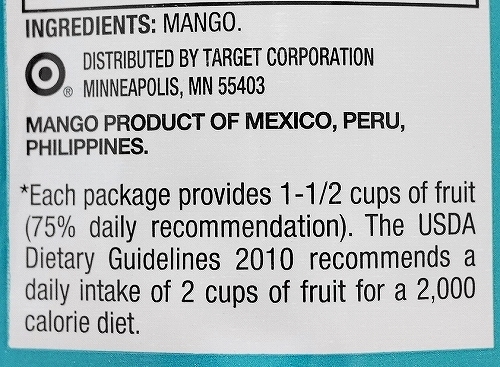 INGREDIENTS: MANGO.
DISTRIBUTED BY TARGET CORPORATION
® MINNEAPOLIS, MN 55403
MANGO PRODUCT OF MEXICO, PERU,
PHILIPPINES.
*Each package provides 1-1/2 cups of fruit
(75% daily recommendation). The USDA
Dietary Guidelines 2010 recommends a
daily intake of 2 cups of fruit for a 2,000
calorie diet.